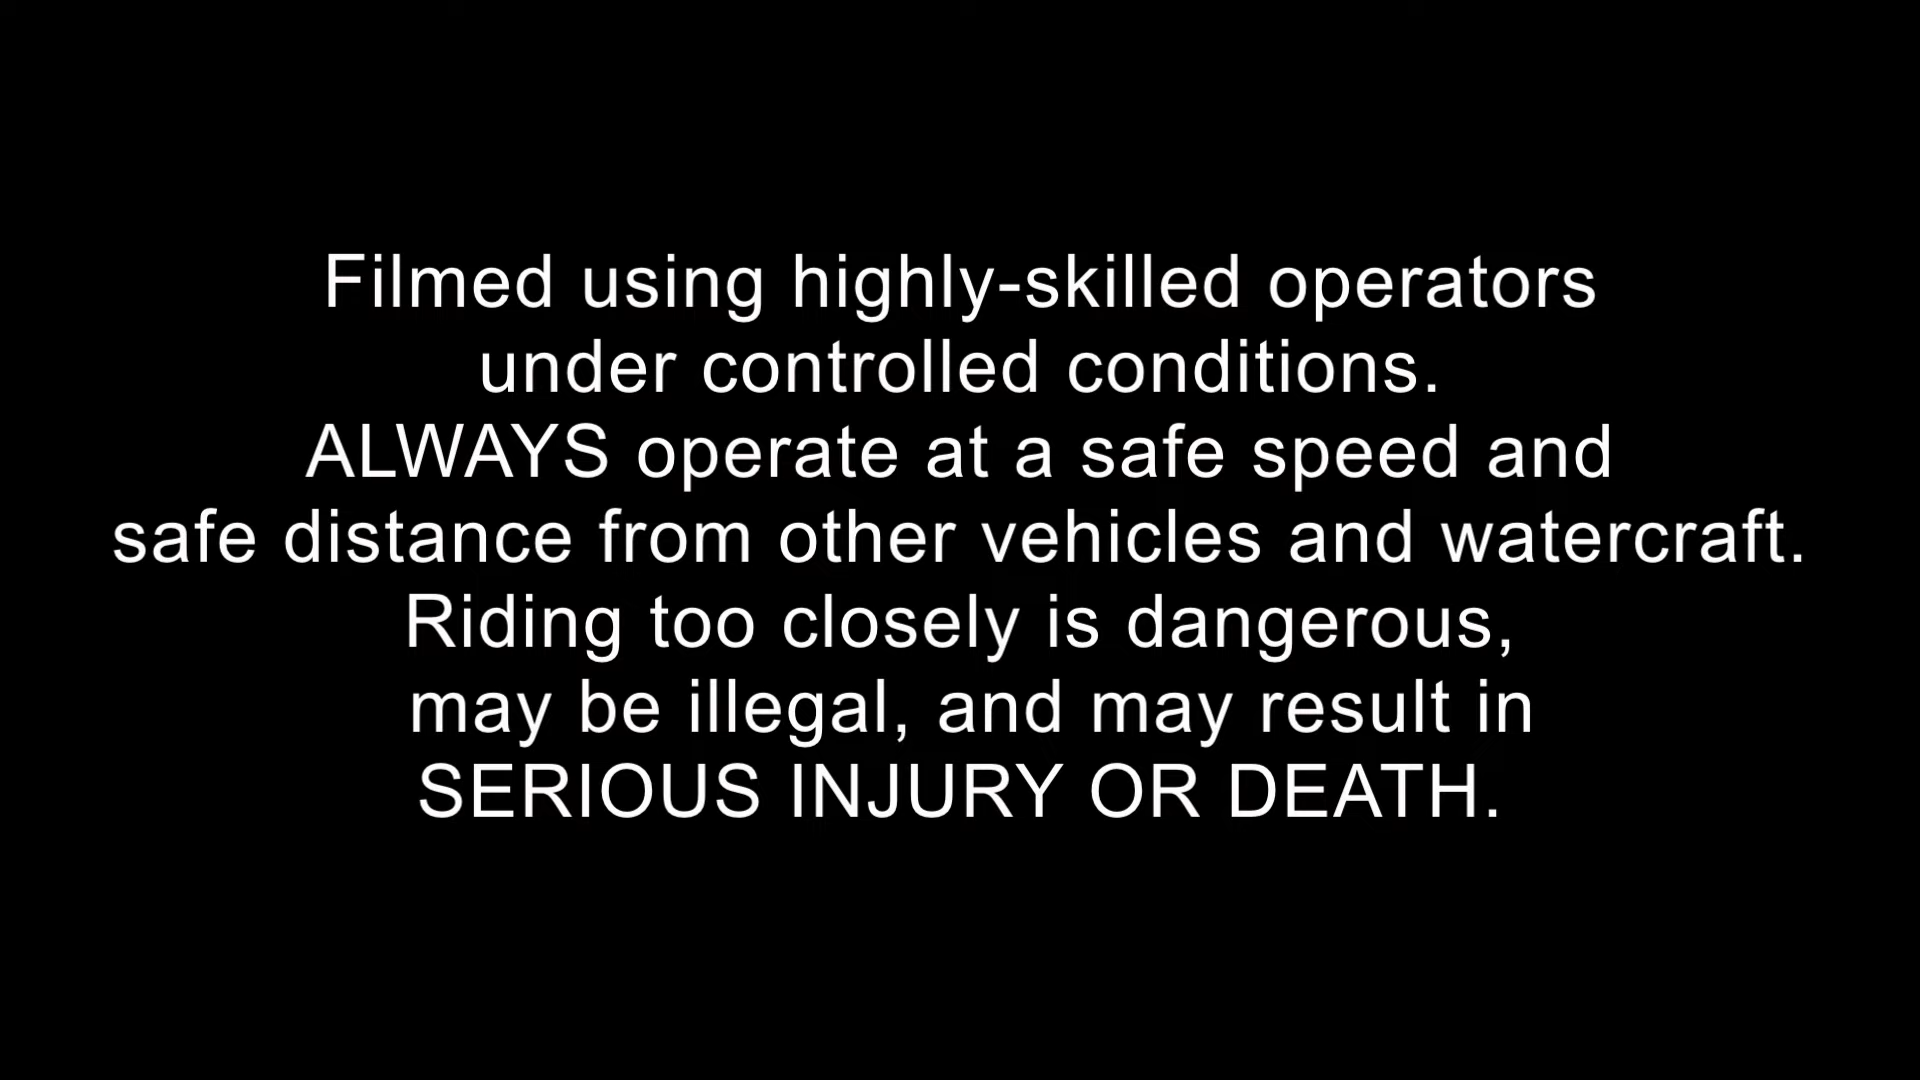 Filmed using highly-skilled operators
under controlled conditions.
ALWAYS operate at a safe speed and
safe distance from other vehicles and watercraft.
Riding too closely is dangerous,
may be illegal, and may result in
SERIOUS INJURY OR DEATH.